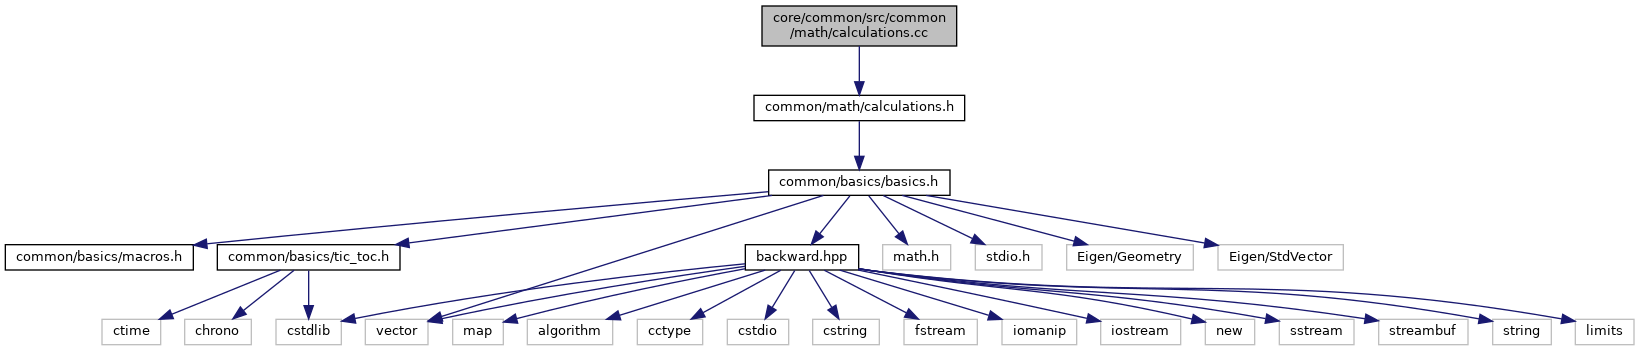 core/common/src/common
/math/calculations.cc
common/math/calculations.h
common/basics/basics.h
common/basics/macros.h
common/basics/tic_toc.h
backward.hpp
math.h
stdio.h
Eigen/Geometry
Eigen/StdVector
ctime
chrono
cstdlib
vector
map
algorithm
cctype
cstdio
cstring
fstream
iomanip
iostream
new
sstream
streambuf
string
limits